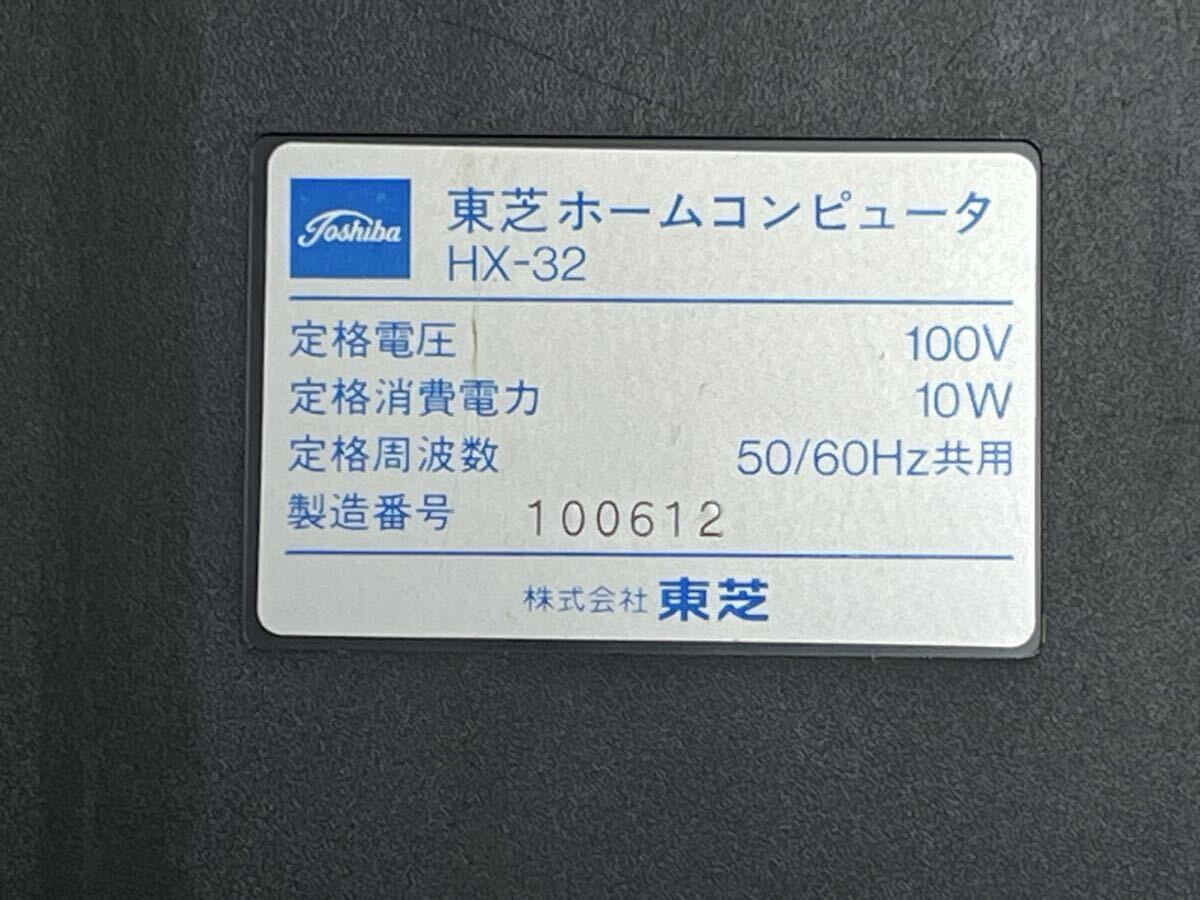 Toshiba
東芝ホームコンピュータ
HX-32
定格電圧 100V
定格消費電力 10W
定格周波数 50/60Hz共用
製造番号 100612
株式会社 東芝